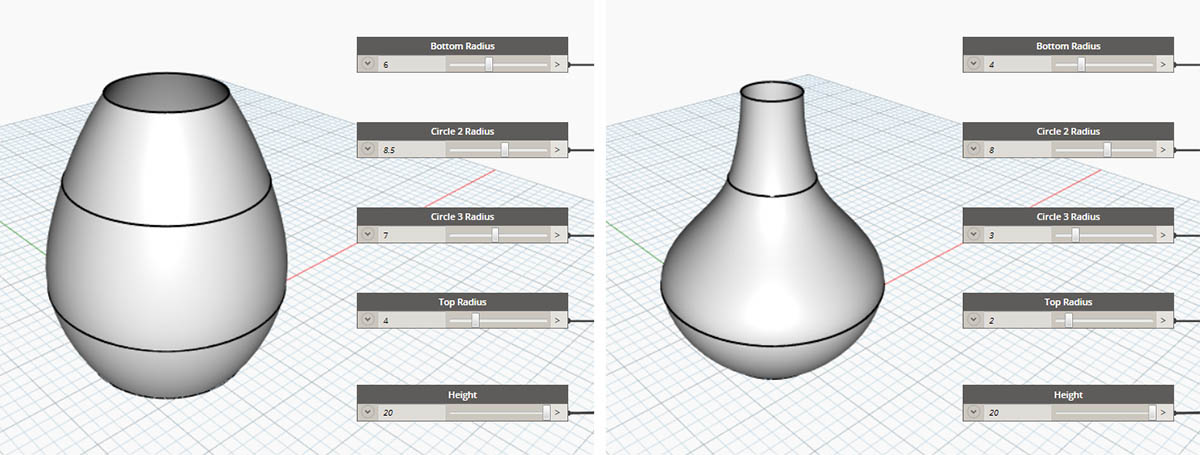 Bottom Radius
6 >
Circle 2 Radius
8.5 >
Circle 3 Radius
7 >
Top Radius
4 >
Height
20 >
Bottom Radius
4 >
Circle 2 Radius
8 >
Circle 3 Radius
3 >
Top Radius
2 >
Height
20 >